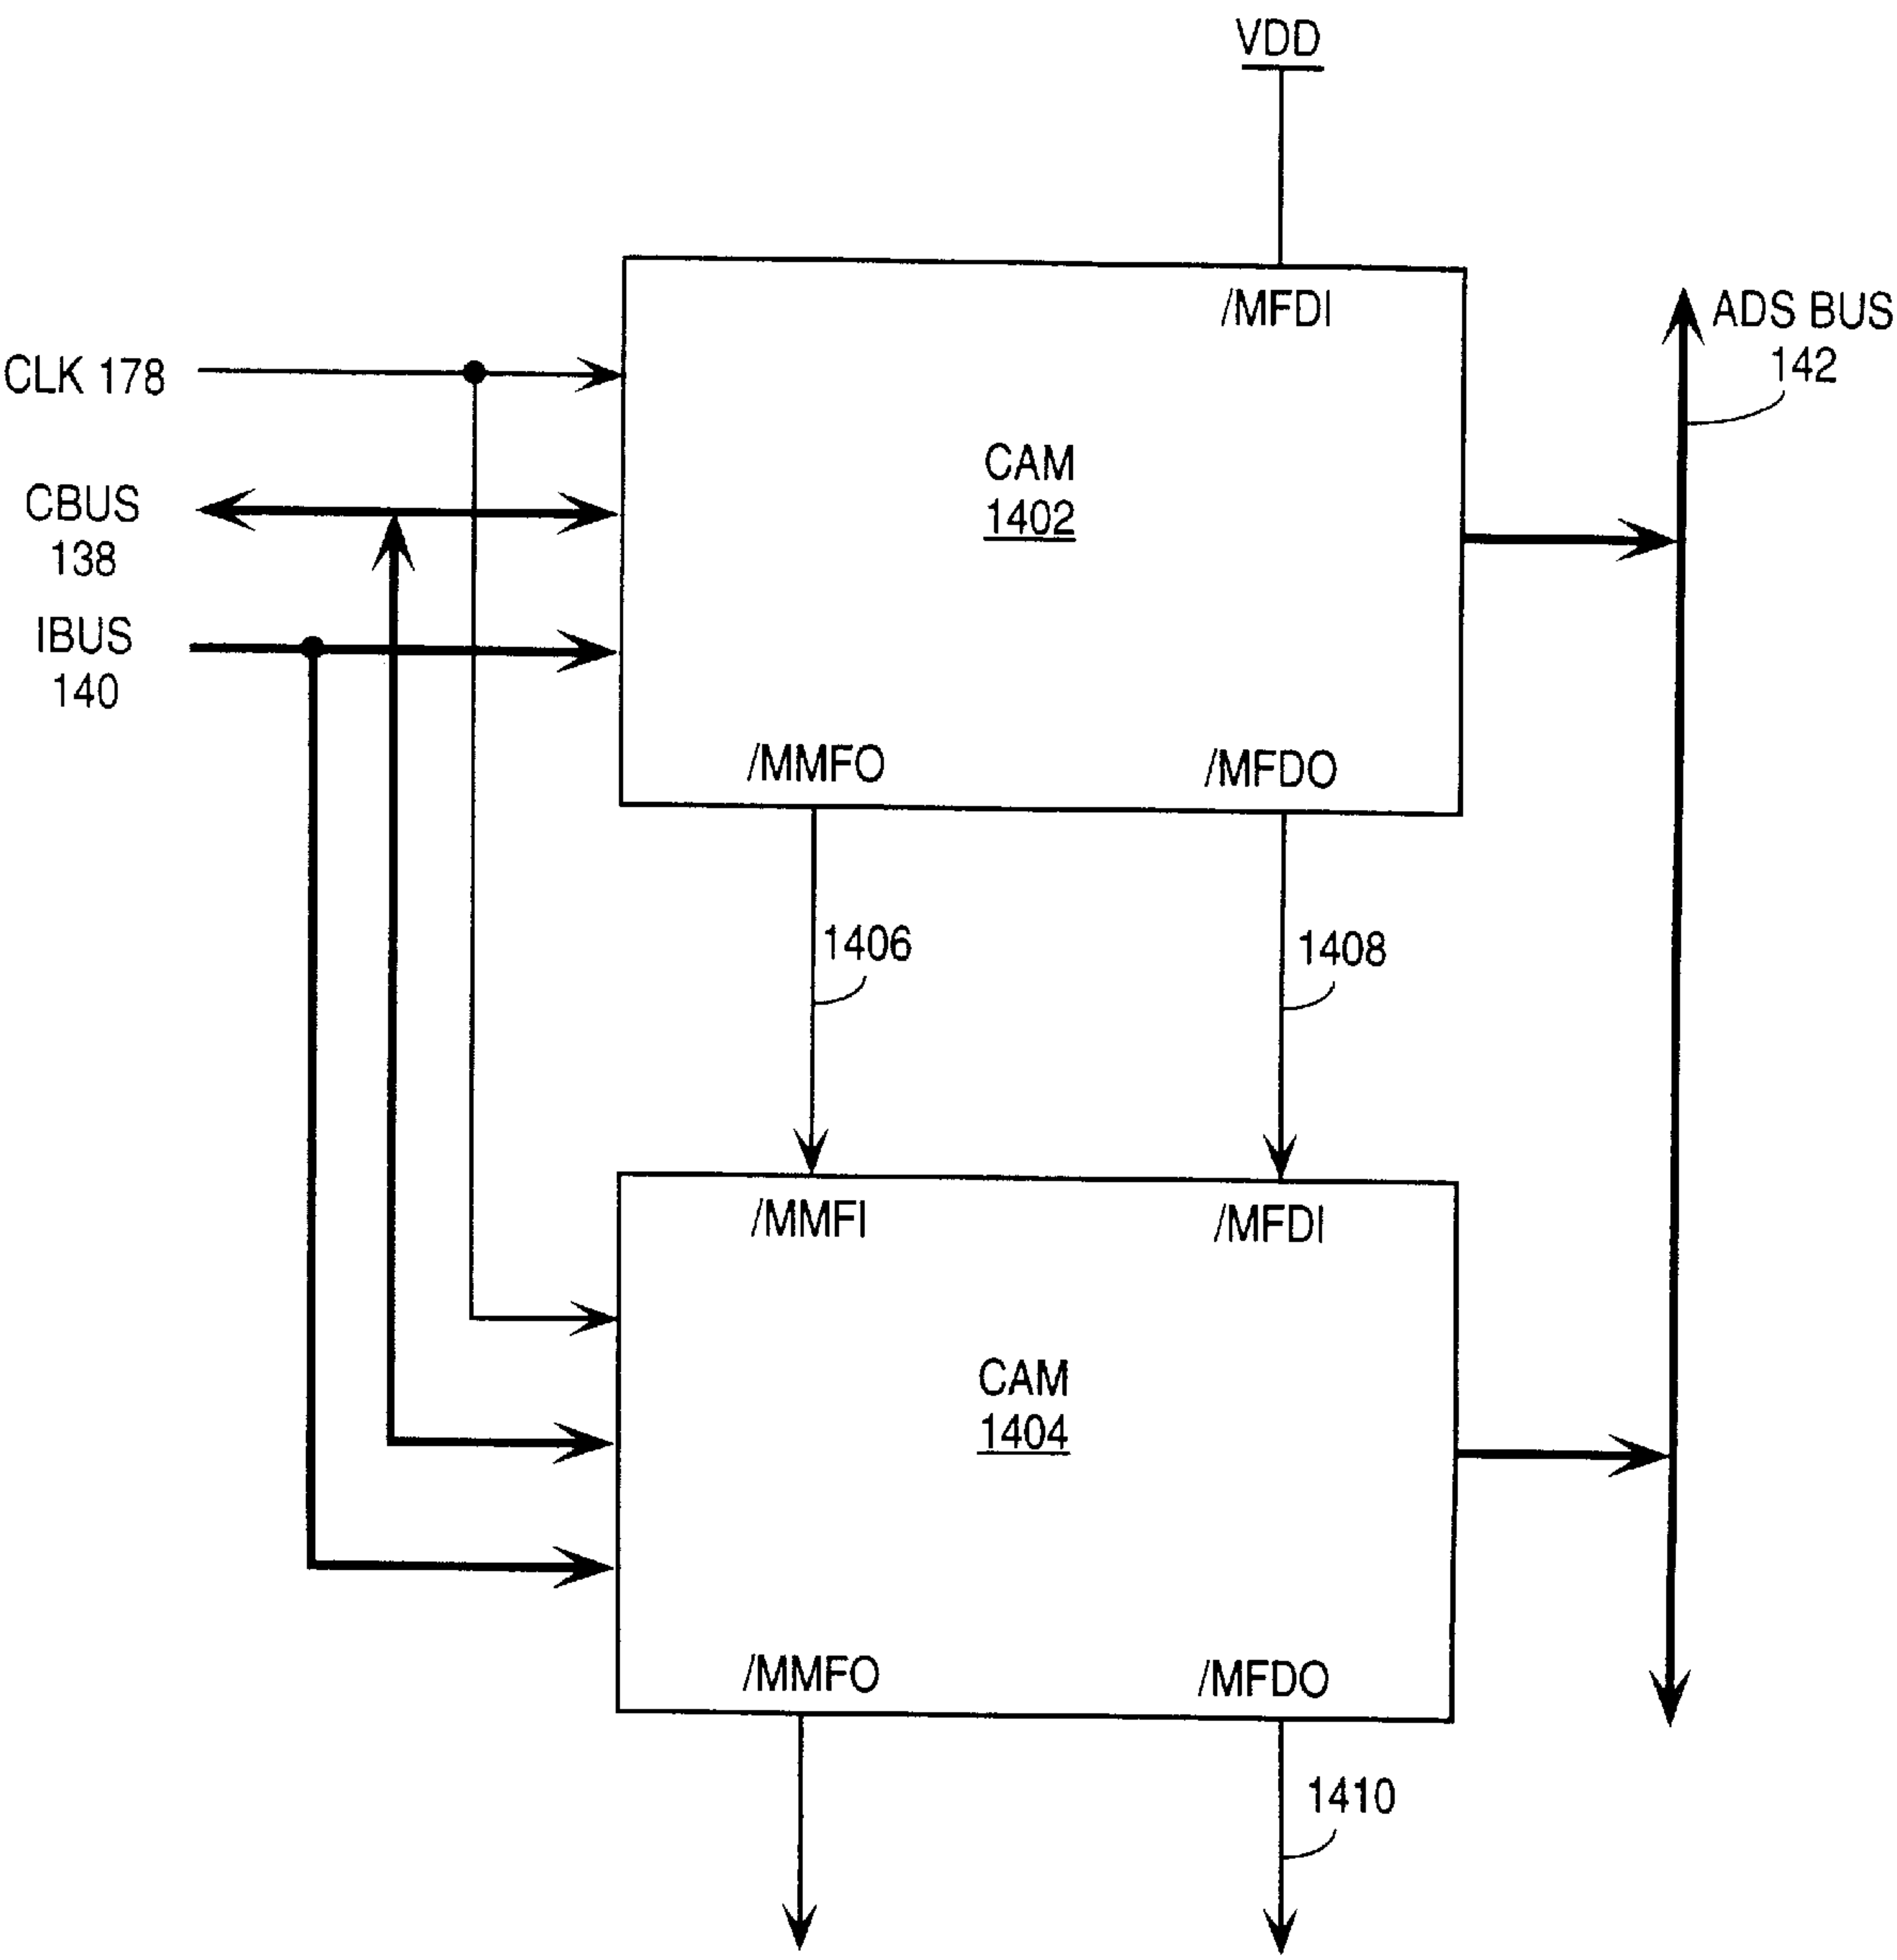 VDD
/MFDI
ADS BUS
142
CLK 178
CAM
1402
CBUS
138
IBUS
140
/MMFO
/MFDO
1406
1408
/MMFI
/MFDI
CAM
1404
/MMFO
/MFDO
1410